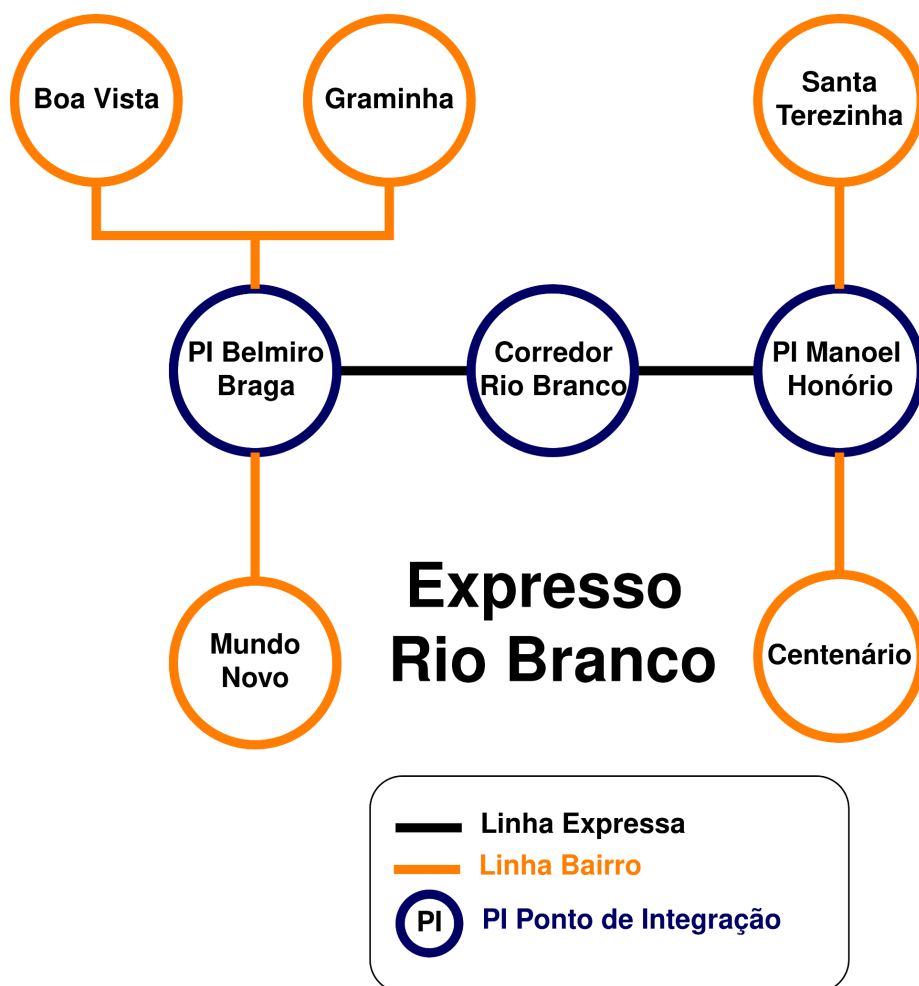 Boa Vista
Graminha
Santa
Terezinha
PI Belmiro
Braga
Corredor
Rio Branco
PI Manoel
Honório
Mundo
Novo
Expresso
Rio Branco
Centenário
Linha Expressa
Linha Bairro
PI
PI Ponto de Integração